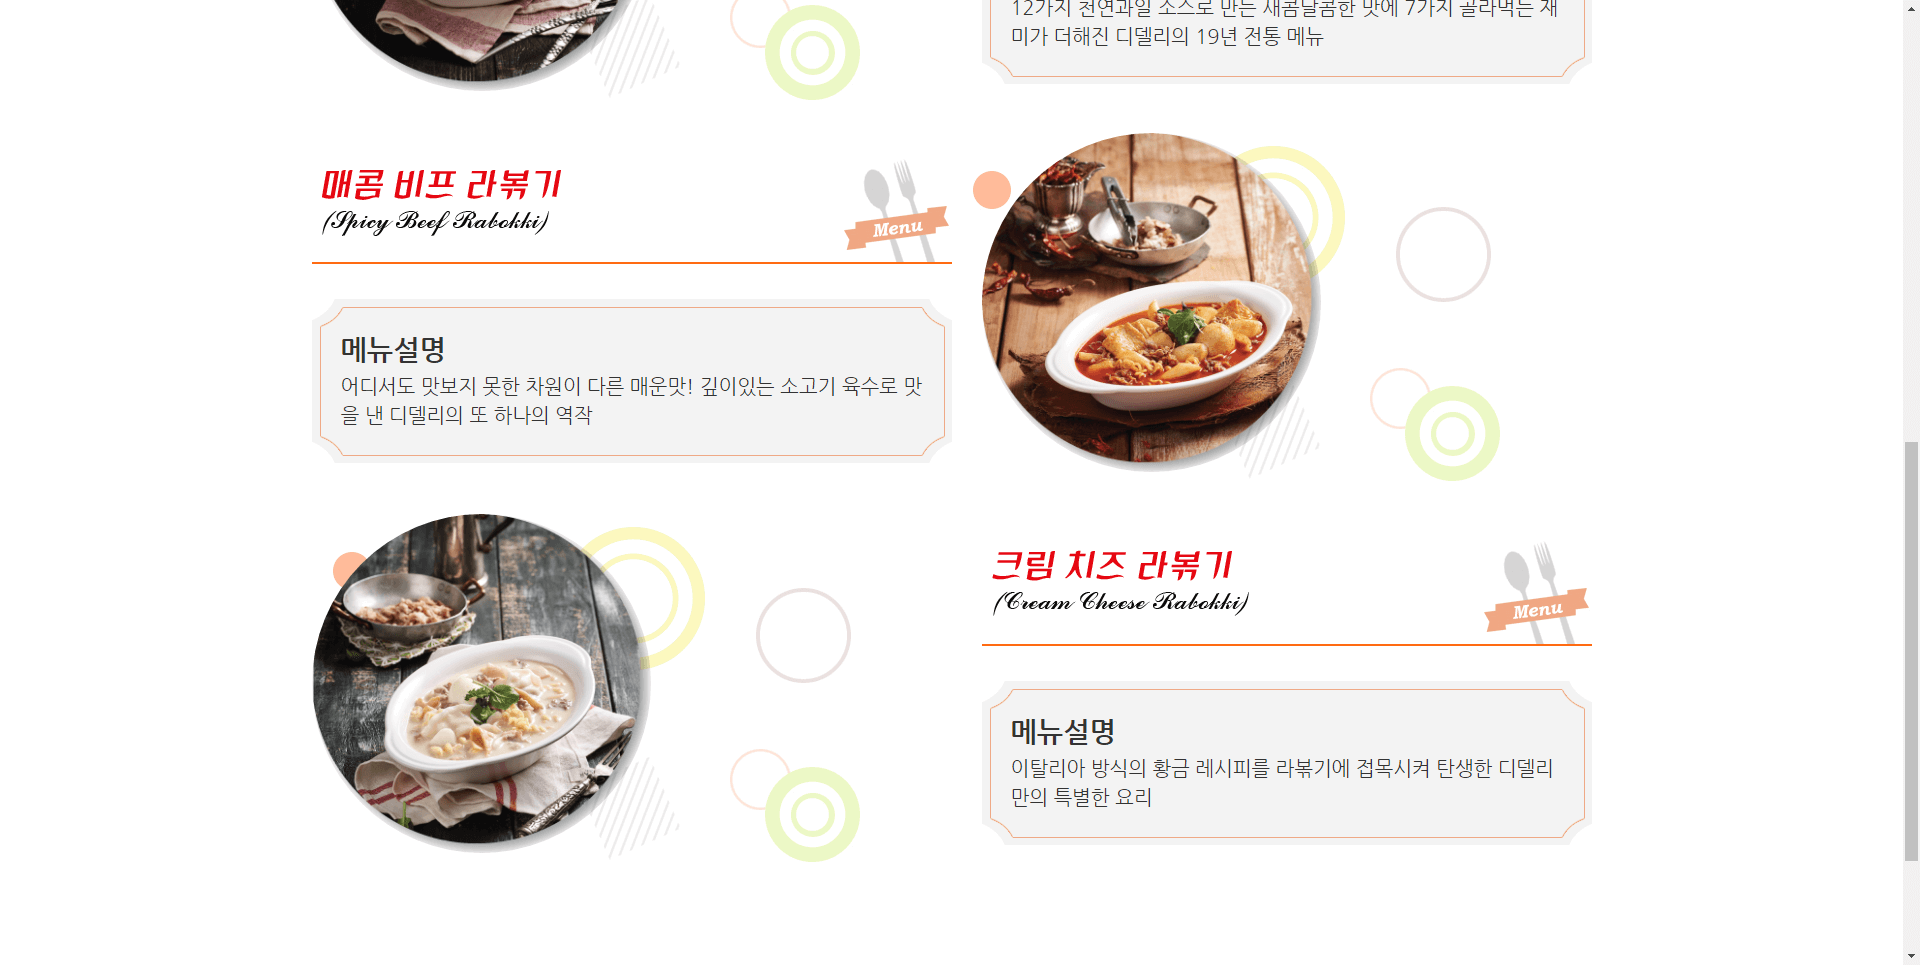 12가지 천연과일 소스로 만든 새콤달콤한 맛에 7가지 골라먹는 재
미가 더해진 디델리의 19년 전통 메뉴
매콤 비프 라볶기
(Spicy Beef Rabokki)
Menu
메뉴설명
어디서도 맛보지 못한 차원이 다른 매운맛! 깊이있는 소고기 육수로 맛
을 낸 디델리의 또 하나의 역작
크림 치즈 라볶기
(Cream Cheese Rabokki)
Menu
메뉴설명
이탈리아 방식의 황금 레시피를 라볶기에 접목시켜 탄생한 디델리
만의 특별한 요리